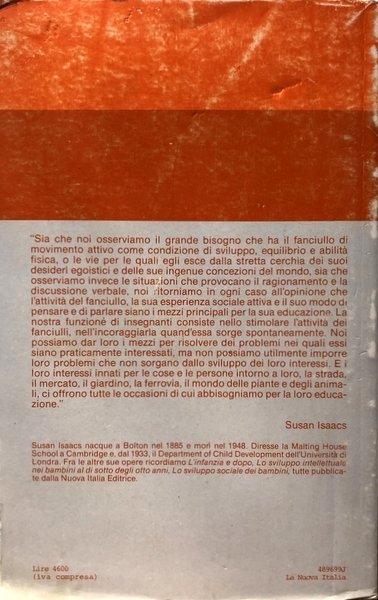 "Sia che noi osserviamo il grande bisogno che ha il fanciullo di
movimento attivo come condizione di sviluppo, equilibrio e abilità
fisica, o le vie per le quali egli esce dalla stretta cerchia dei suoi
desideri egoistici e delle sue ingenue concezioni del mondo, sia che
osserviamo invece le situazioni che provocano il ragionamento e la
discussione verbale, noi ritorniamo in ogni caso all'opinione che
l'attività del fanciullo, la sua esperienza sociale attiva e il suo modo di
pensare e di parlare siano i mezzi principali per la sua educazione. La
nostra funzione di insegnanti consiste nello stimolare l'attività dei
fanciulli, nell'incoraggiarla quand'essa sorge spontaneamente. Noi
possiamo dar loro i mezzi per risolvere dei problemi nei quali essi
siano praticamente interessati, ma non possiamo utilmente imporre
loro problemi che non sorgano dallo sviluppo dei loro interessi. E i
loro interessi innati per le cose e le persone intorno a loro, la strada,
il mercato, il giardino, la ferrovia, il mondo delle piante e degli anima-
li, ci offrono tutte le occasioni di cui abbisogniamo per la loro educa-
zione."
Susan Isaacs
Susan Isaacs nacque a Bolton nel 1885 e morì nel 1948. Diresse la Malting House
School a Cambridge e, dal 1933, il Department of Child Development dell'Università di
Londra. Fra le altre sue opere ricordiamo L'infanzia e dopo, Lo sviluppo intellettuale
nei bambini al di sotto degli otto anni, Lo sviluppo sociale dei bambini, tutte pubblica-
te dalla Nuova Italia Editrice.
Lire 4600
(iva compresa)
489699J
La Nuova Italia